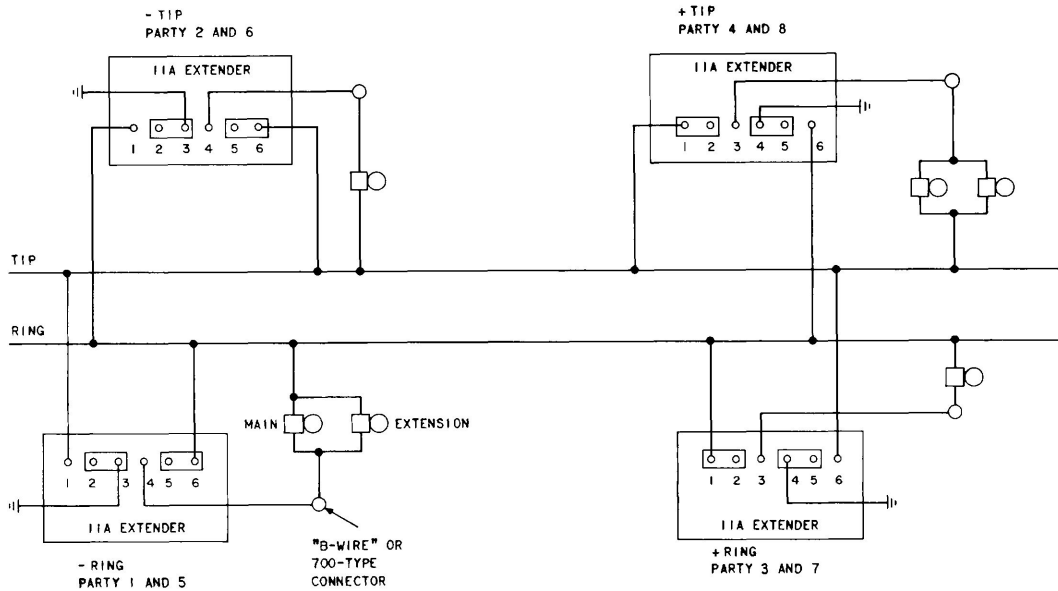 - TIP
PARTY 2 AND 6
11A EXTENDER
1 2 3 4 5 6
+ TIP
PARTY 4 AND 8
11A EXTENDER
1 2 3 4 5 6
TIP
RING
MAIN
EXTENSION
1 2 3 4 5 6
11A EXTENDER
- RING
PARTY 1 AND 5
"B-WIRE" OR
700-TYPE
CONNECTOR
1 2 3 4 5 6
11A EXTENDER
+ RING
PARTY 3 AND 7